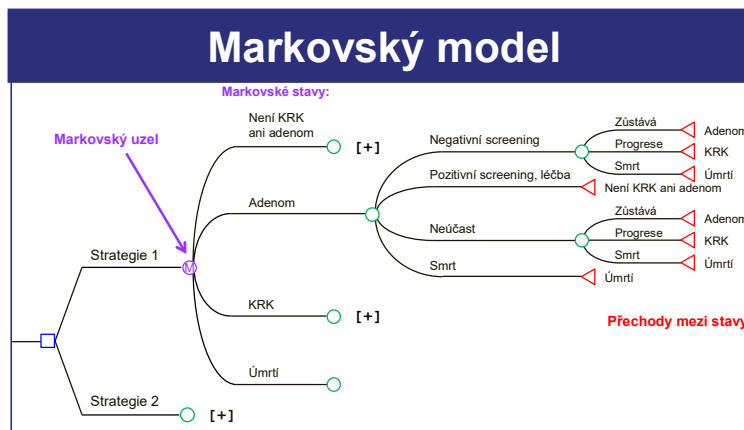 Markovský model
Markovské stavy:
Markovský uzel
Není KRK
ani adenom
[+]
Adenom
Negativní screening
Zůstává
Adenom
Progrese
KRK
Smrt
Úmrtí
Pozitivní screening, léčba
Není KRK ani adenom
Neúčast
Zůstává
Adenom
Progrese
KRK
Smrt
Úmrtí
Smrt
Úmrtí
Strategie 1
M
KRK
[+]
Přechody mezi stavy
Úmrtí
Strategie 2
[+]